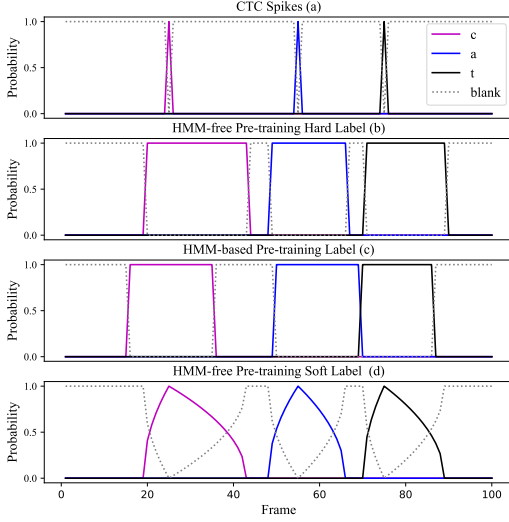 CTC Spikes (a)
Probability
1.0
0.5
0.0
c
a
t
blank
HMM-free Pre-training Hard Label (b)
Probability
1.0
0.5
0.0
HMM-based Pre-training Label (c)
Probability
1.0
0.5
0.0
HMM-free Pre-training Soft Label (d)
Probability
1.0
0.5
0.0
0 20 40 60 80 100
Frame